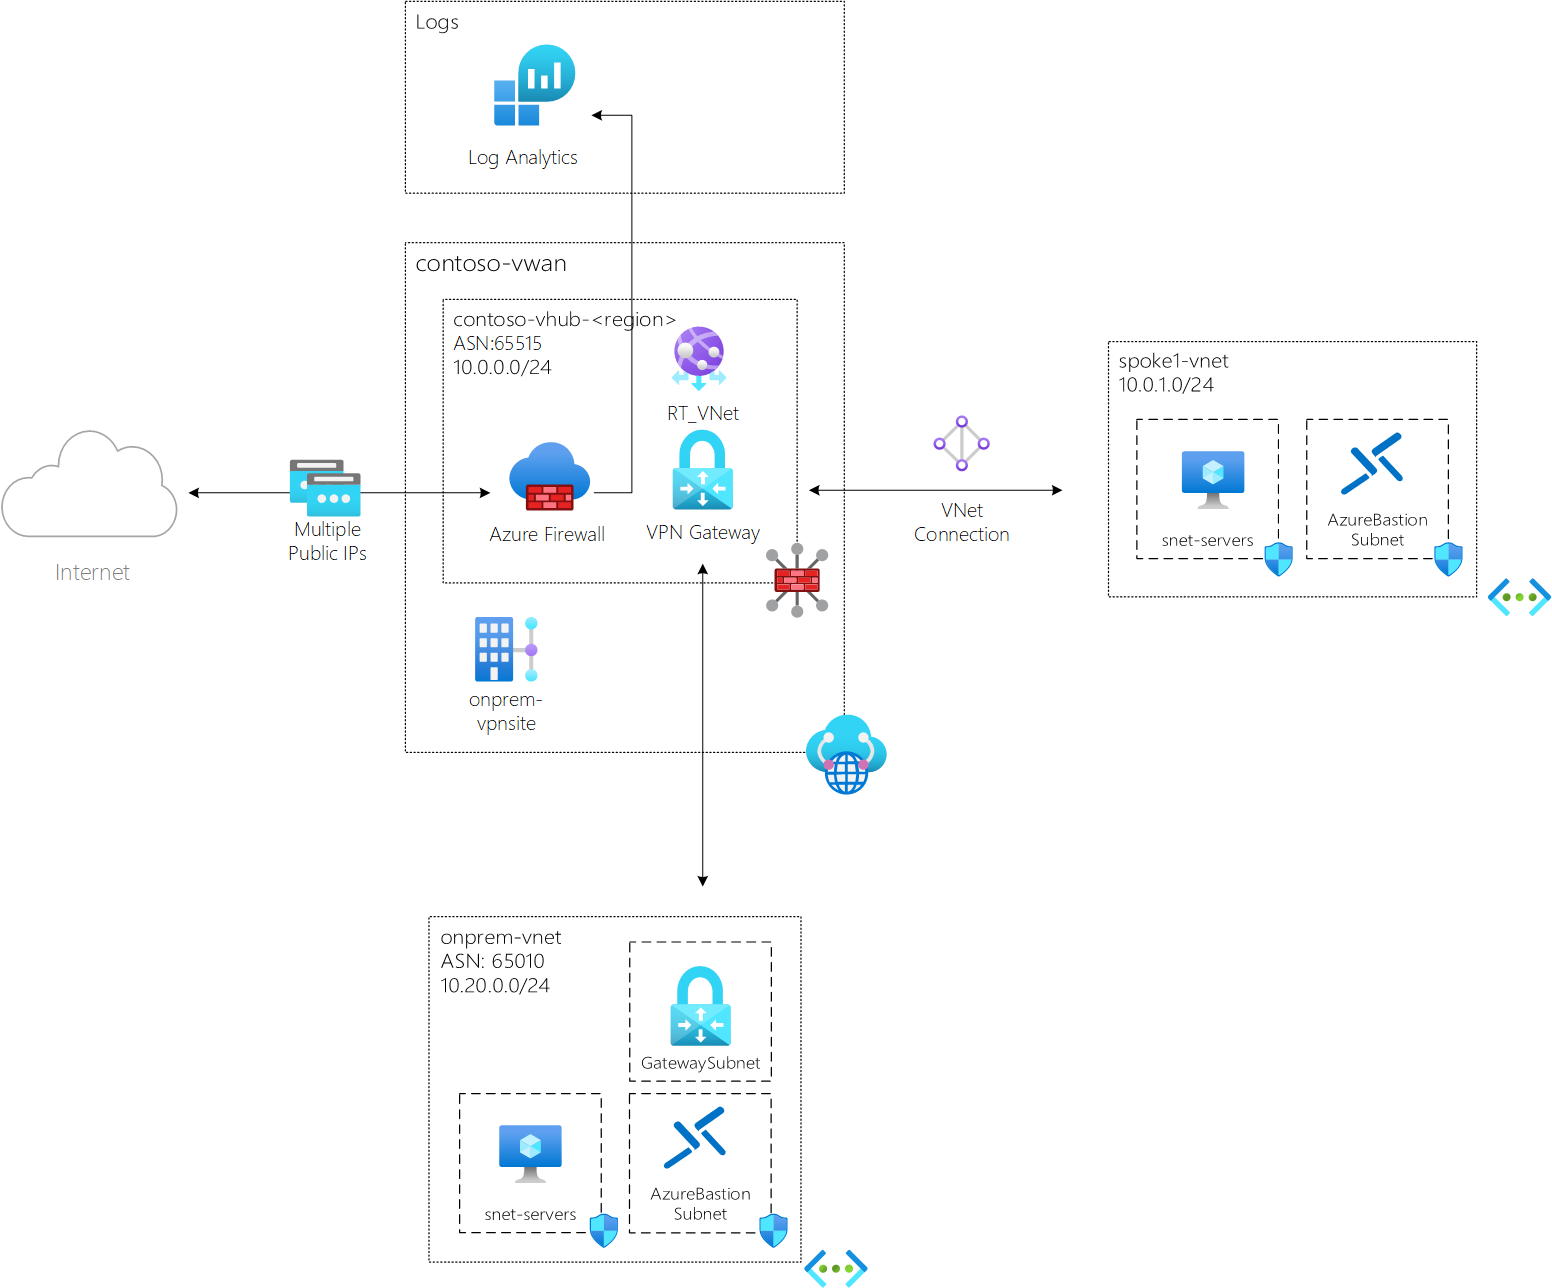 Logs
Log Analytics
contoso-vwan
contoso-vhub-<region>
ASN:65515
10.0.0.0/24
RT_VNet
Azure Firewall
VPN Gateway
Multiple
Public IPs
Internet
VNet
Connection
spoke1-vnet
10.0.1.0/24
snet-servers
AzureBastion
Subnet
onprem-
vpnsite
onprem-vnet
ASN: 65010
10.20.0.0/24
GatewaySubnet
snet-servers
AzureBastion
Subnet